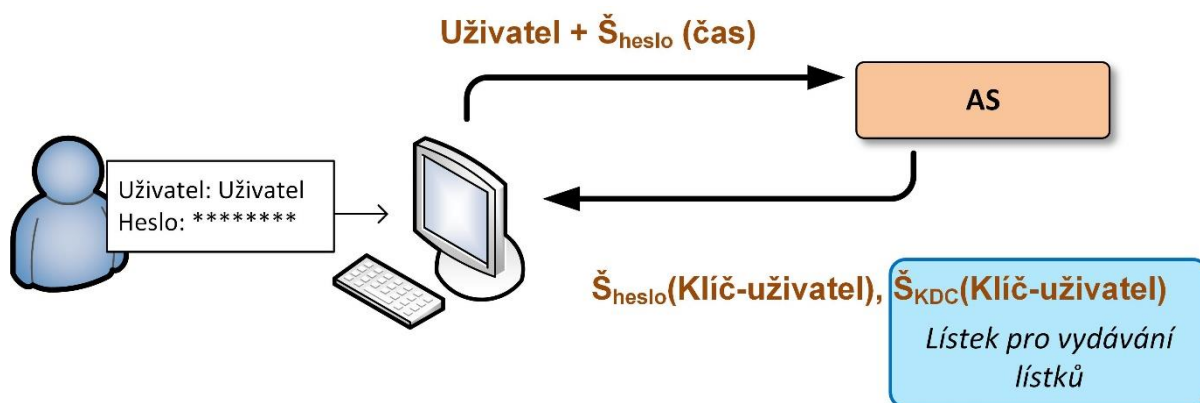 Uživatel + Šheslo (čas)
AS
Uživatel: Uživatel
Heslo: ********
Šheslo(Klíč-uživatel), ŠKDC(Klíč-uživatel)
Lístek pro vydávání
lístků